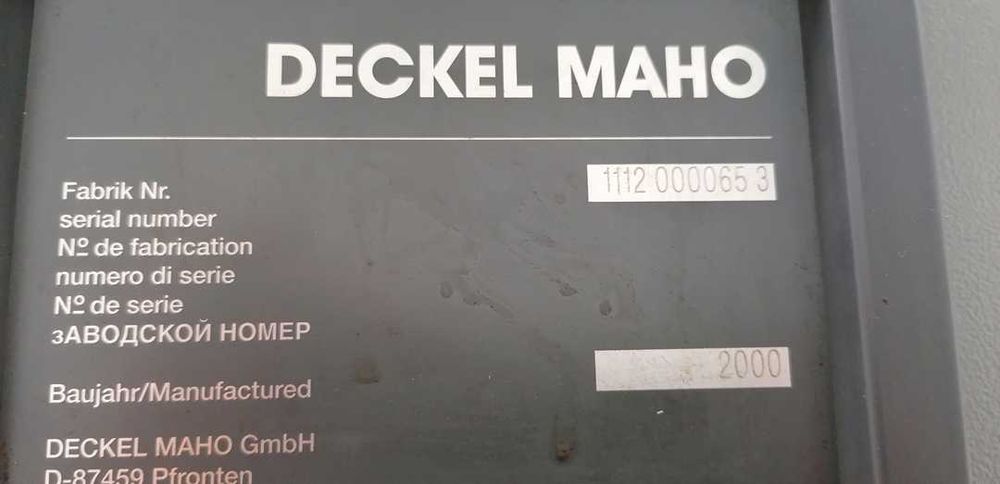 DECKEL MAHO
Fabrik Nr. 1112 000065 3
serial number
Nº de fabrication
numero di serie
Nº de serie
зАВОДСКОЙ НОМЕР
Baujahr/Manufactured 2000
DECKEL MAHO GmbH
D-87459 Pfronten